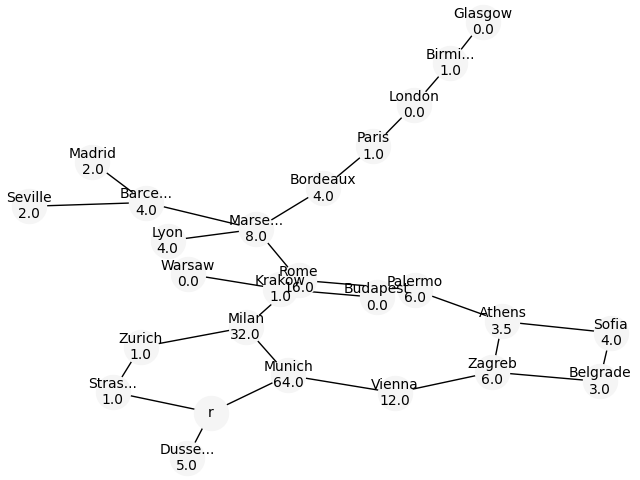 Glasgow
0.0
Birmi...
1.0
London
0.0
Paris
1.0
Madrid
2.0
Bordeaux
4.0
Seville
2.0
Barce...
4.0
Marse...
8.0
Lyon
4.0
Warsaw
0.0
Rome
16.0
Krakow
1.0
Palermo
6.0
Budapest
0.0
Athens
3.5
Milan
32.0
Sofia
4.0
Zurich
1.0
Zagreb
6.0
Munich
64.0
Belgrade
3.0
Stras...
1.0
Vienna
12.0
r
Dusse...
5.0